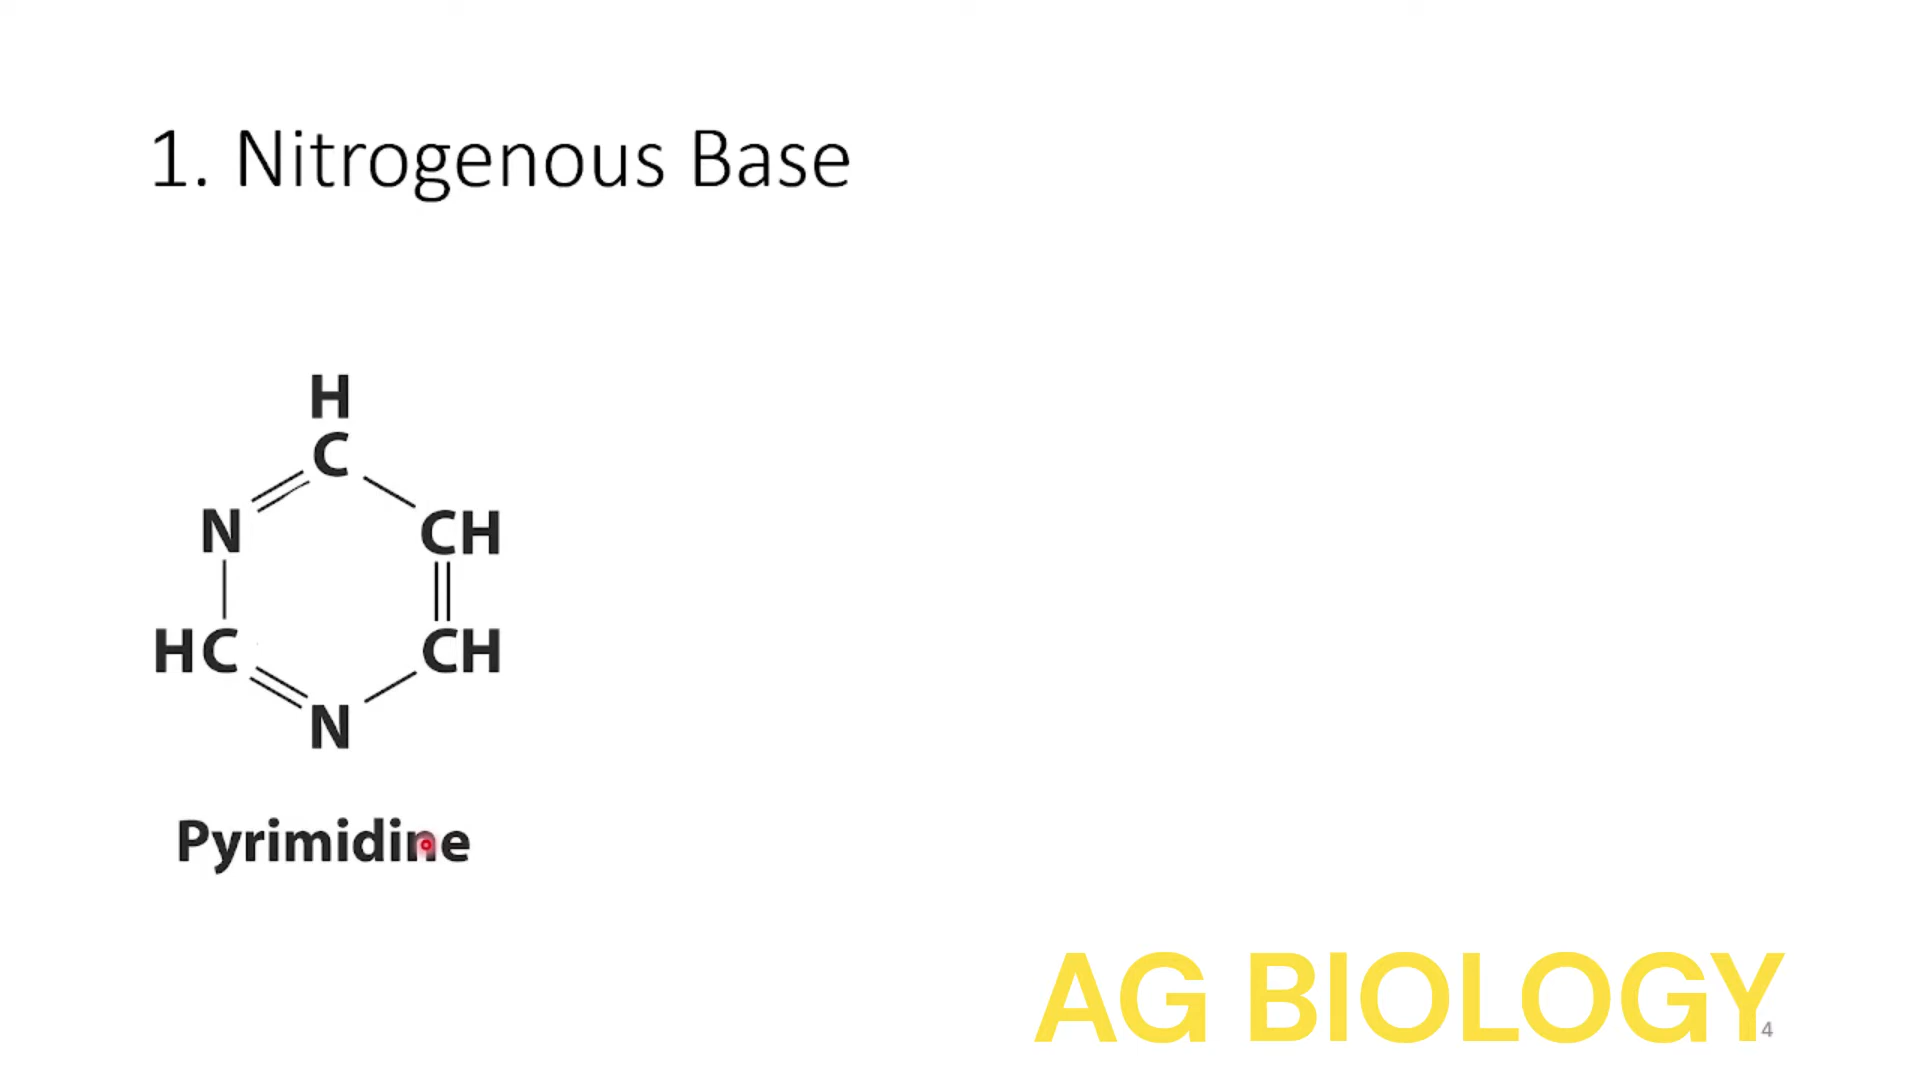 1. Nitrogenous Base
H
C
N
CH
HC
CH
N
Pyrimidine
AG BIOLOGY
4